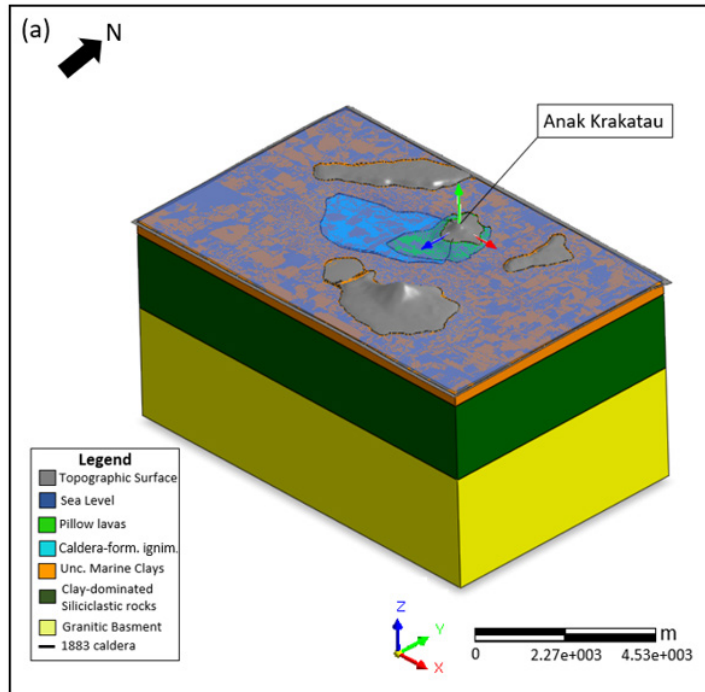 (a)
N
Anak Krakatau
Legend
Topographic Surface
Sea Level
Pillow lavas
Caldera-form. ignim.
Unc. Marine Clays
Clay-dominated
Siliciclastic rocks
Granitic Basment
1883 caldera
Z
Y
X
m
0 2.27e+003 4.53e+003